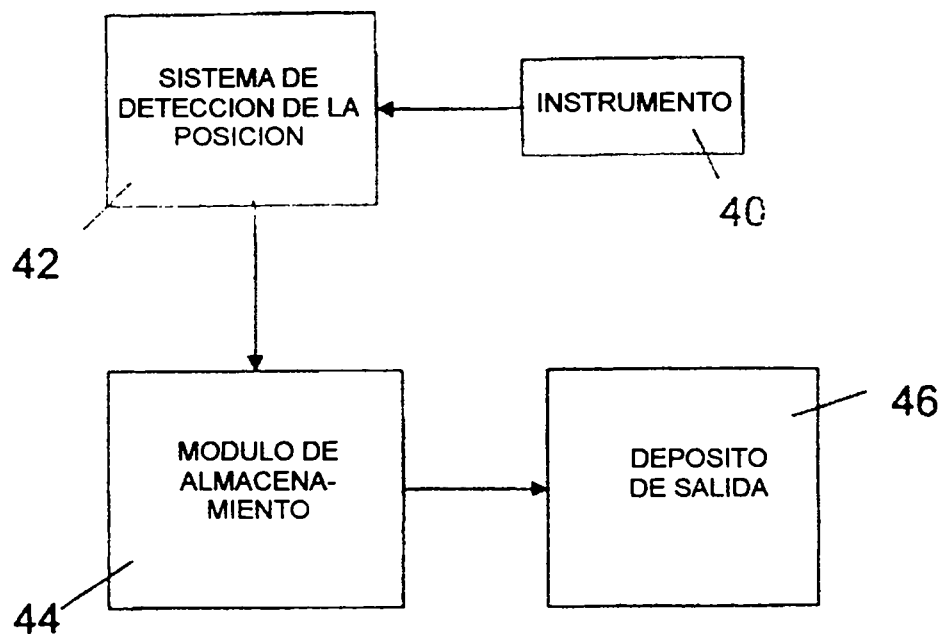 SISTEMA DE
DETECCION DE LA
POSICION
INSTRUMENTO
40
42
MODULO DE
ALMACENA-
MIENTO
DEPOSITO
DE SALIDA
46
44